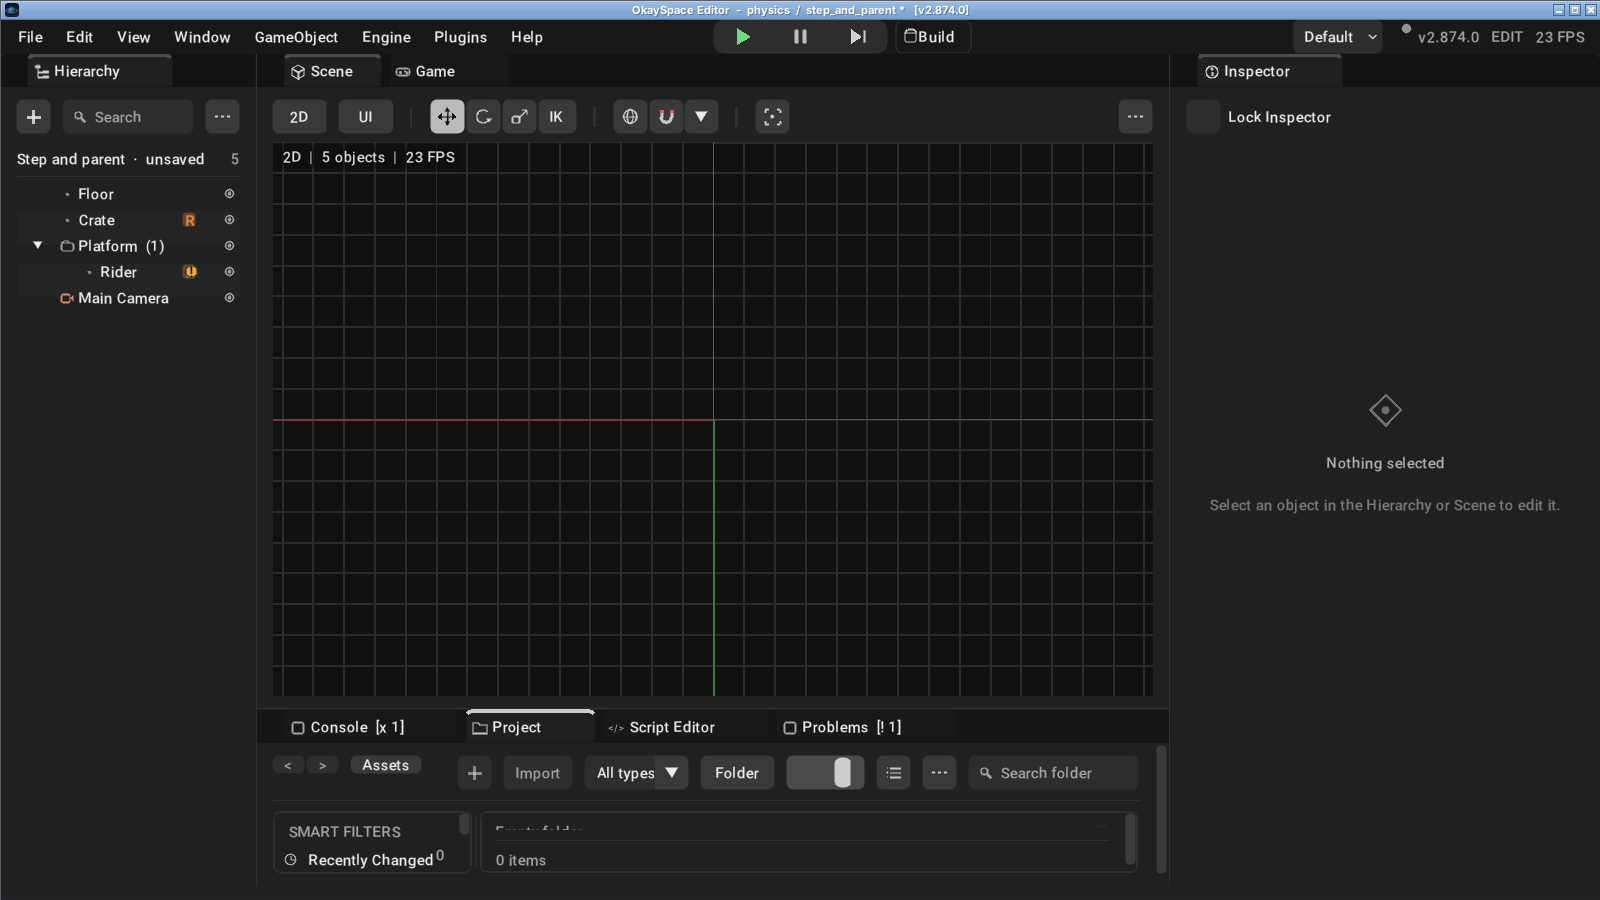 OkaySpace Editor - physics / step_and_parent * [v2.874.0]
File Edit View Window GameObject Engine Plugins Help
Build
Default v2.874.0 EDIT 23 FPS
Hierarchy
Scene
Game
Inspector
Search
2D UI IK
Lock Inspector
Step and parent · unsaved 5
2D | 5 objects | 23 FPS
Floor
Crate R
Platform (1)
Rider !
Main Camera
Nothing selected
Select an object in the Hierarchy or Scene to edit it.
Console [x 1]
Project
</> Script Editor
Problems [! 1]
< > Assets
+ Import All types Folder Search folder
SMART FILTERS
Empty folder
Recently Changed 0
0 items